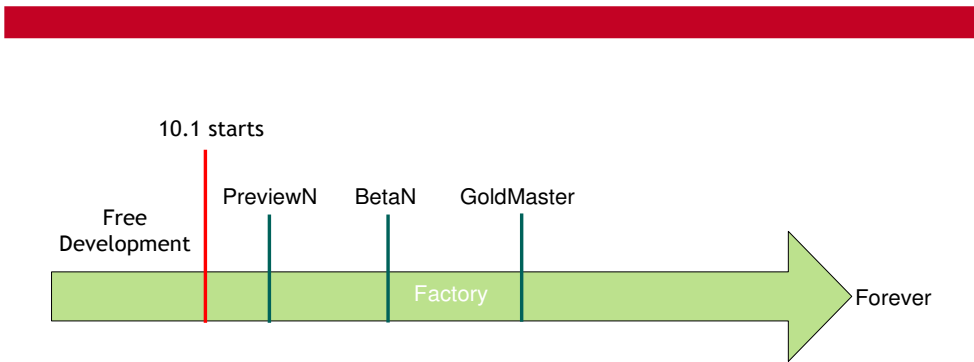 10.1 starts
PreviewN
BetaN
GoldMaster
Free
Development
Factory
Forever